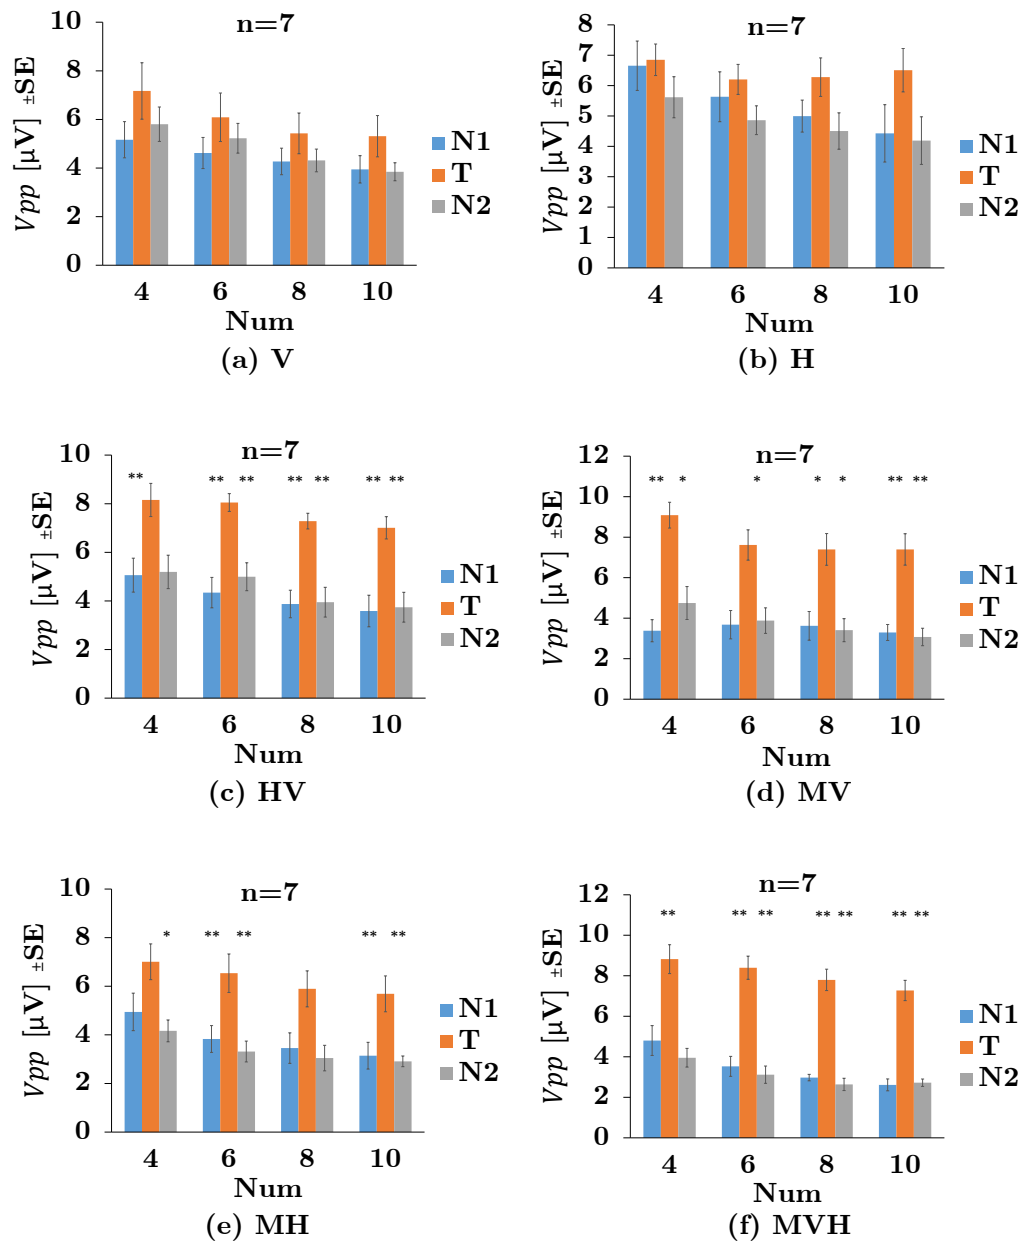 n=7
Vpp [µV] ±SE
10
8
6
4
2
0
4 6 8 10
Num
N1
T
N2
(a) V
n=7
Vpp [µV] ±SE
8
7
6
5
4
3
2
1
0
4 6 8 10
Num
N1
T
N2
(b) H
n=7
Vpp [µV] ±SE
10
8
6
4
2
0
** ** ** ** ** ** **
4 6 8 10
Num
N1
T
N2
(c) HV
n=7
Vpp [µV] ±SE
12
10
8
6
4
2
0
** * * * * ** **
4 6 8 10
Num
N1
T
N2
(d) MV
n=7
Vpp [µV] ±SE
10
8
6
4
2
0
* ** ** ** **
4 6 8 10
Num
N1
T
N2
(e) MH
n=7
Vpp [µV] ±SE
12
10
8
6
4
2
0
** ** ** ** ** ** **
4 6 8 10
Num
N1
T
N2
(f) MVH